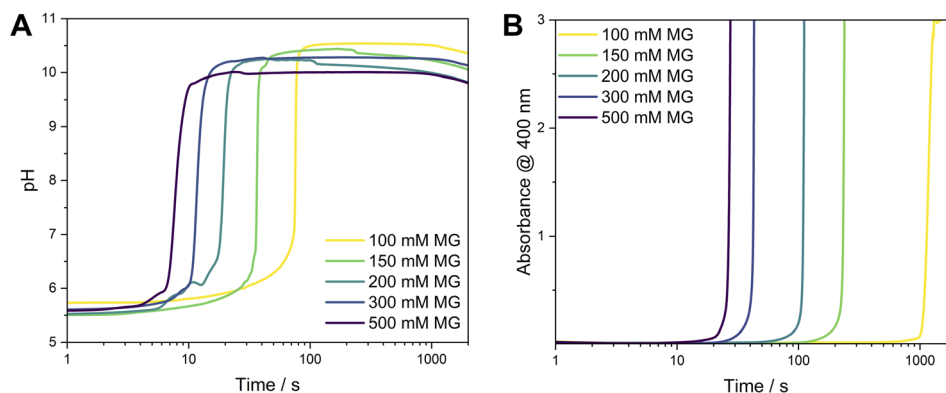 A
pH
11
10
9
8
7
6
5
1
10
100
1000
Time / s
100 mM MG
150 mM MG
200 mM MG
300 mM MG
500 mM MG
B
Absorbance @ 400 nm
3
2
1
1
10
100
1000
Time / s
100 mM MG
150 mM MG
200 mM MG
300 mM MG
500 mM MG